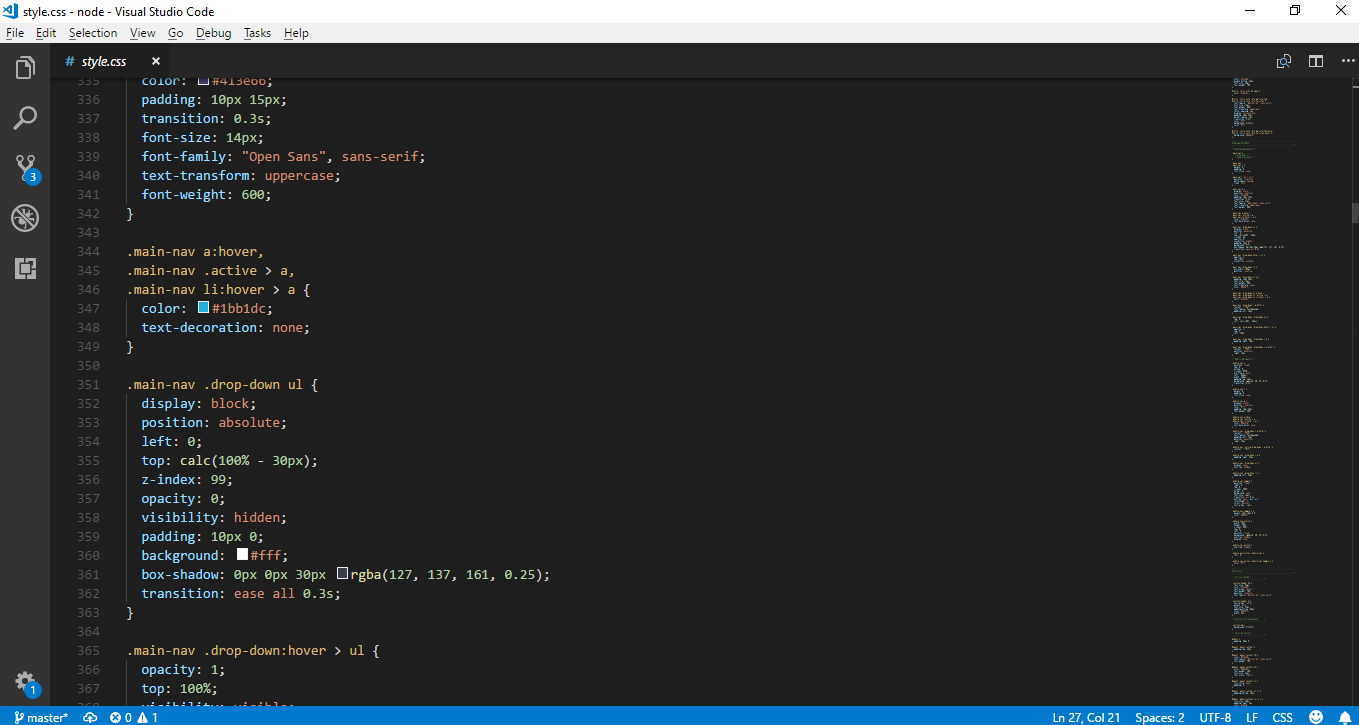 style.css - node - Visual Studio Code
File Edit Selection View Go Debug Tasks Help
# style.css ×
335 color: #413e66;
336 padding: 10px 15px;
337 transition: 0.3s;
338 font-size: 14px;
339 font-family: "Open Sans", sans-serif;
340 text-transform: uppercase;
341 font-weight: 600;
342 }
343
344 .main-nav a:hover,
345 .main-nav .active > a,
346 .main-nav li:hover > a {
347 color: #1bb1dc;
348 text-decoration: none;
349 }
350
351 .main-nav .drop-down ul {
352 display: block;
353 position: absolute;
354 left: 0;
355 top: calc(100% - 30px);
356 z-index: 99;
357 opacity: 0;
358 visibility: hidden;
359 padding: 10px 0;
360 background: #fff;
361 box-shadow: 0px 0px 30px rgba(127, 137, 161, 0.25);
362 transition: ease all 0.3s;
363 }
364
365 .main-nav .drop-down:hover > ul {
366 opacity: 1;
367 top: 100%;
368 visibility: visible;
3
1
master* 0 1 Ln 27, Col 21 Spaces: 2 UTF-8 LF CSS